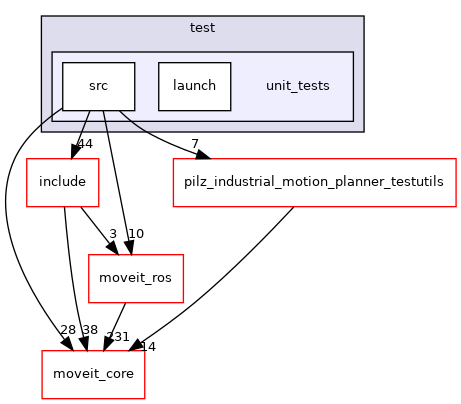 test
src
launch
unit_tests
44
7
include
pilz_industrial_motion_planner_testutils
3
10
moveit_ros
28
38
231
14
moveit_core